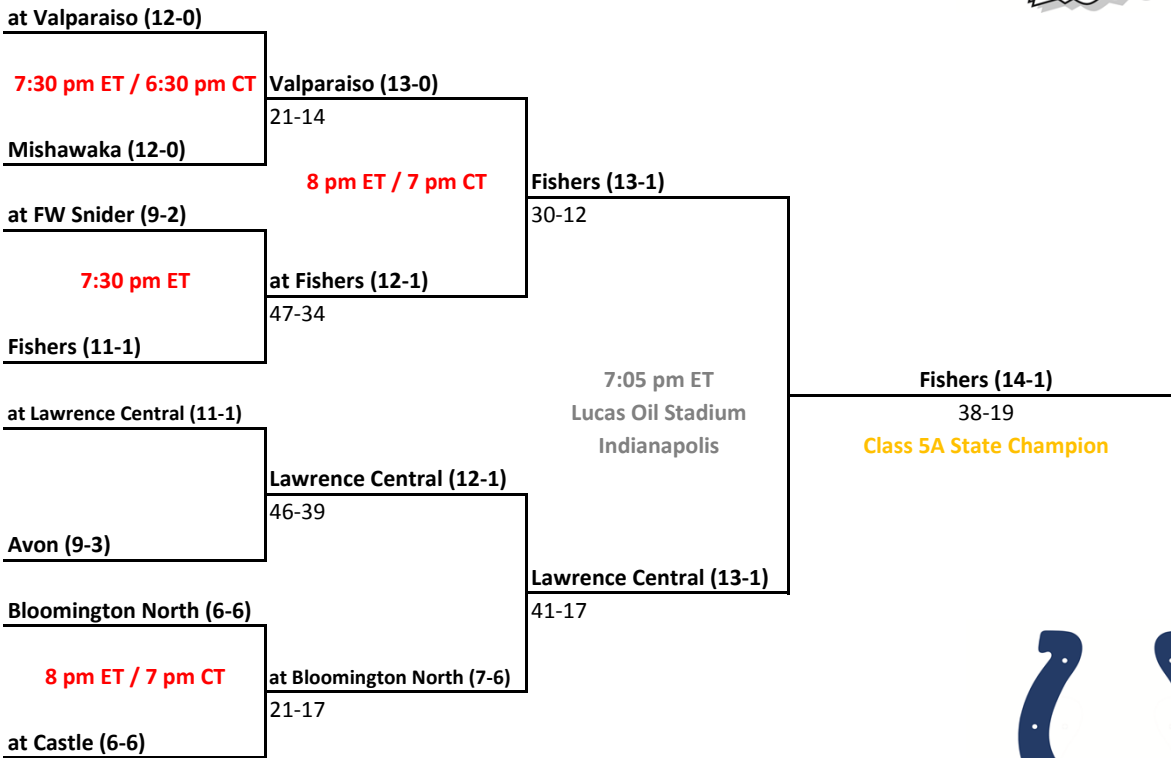 at Valparaiso (12-0)
7:30 pm ET / 6:30 pm CT
Mishawaka (12-0)
Valparaiso (13-0)
21-14
at FW Snider (9-2)
7:30 pm ET
Fishers (11-1)
at Fishers (12-1)
47-34
8 pm ET / 7 pm CT
Fishers (13-1)
30-12
at Lawrence Central (11-1)
Avon (9-3)
Lawrence Central (12-1)
46-39
Bloomington North (6-6)
8 pm ET / 7 pm CT
at Castle (6-6)
at Bloomington North (7-6)
21-17
Lawrence Central (13-1)
41-17
7:05 pm ET
Lucas Oil Stadium
Indianapolis
Fishers (14-1)
38-19
Class 5A State Champion